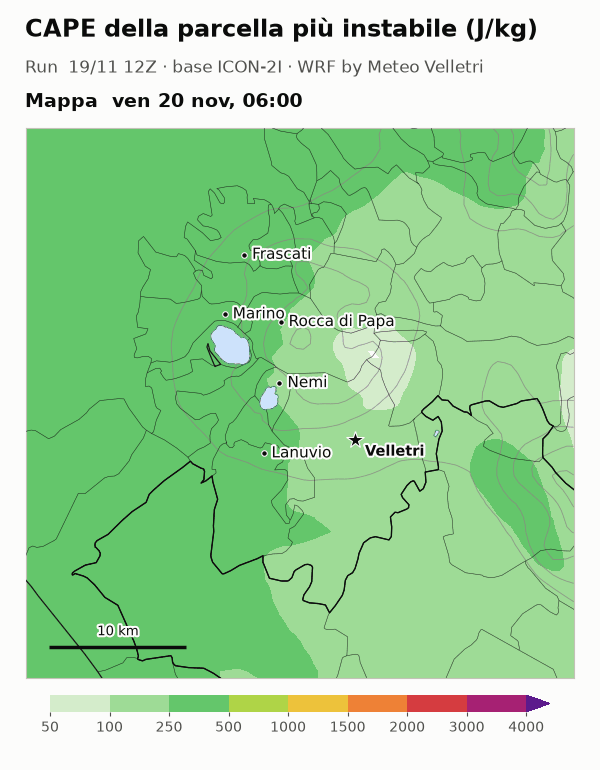 CAPE della parcella più instabile (J/kg)
Run  19/11 12Z · base ICON-2I · WRF by Meteo Velletri
Mappa  ven 20 nov, 06:00
Frascati
Marino
Rocca di Papa
Nemi
Velletri
Lanuvio
10 km
50 100 250 500 1000 1500 2000 3000 4000